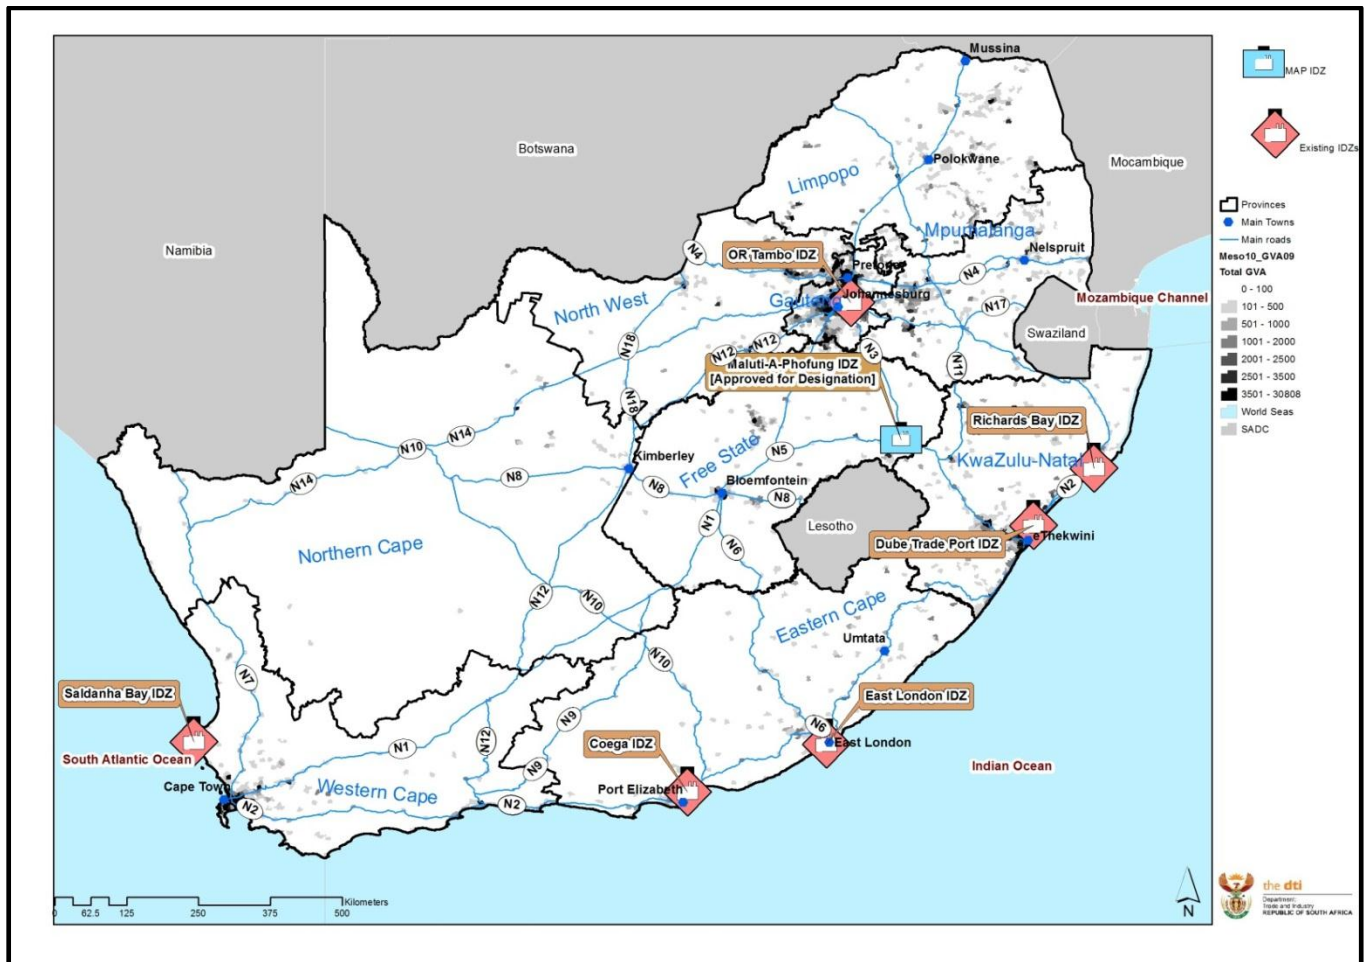 Mussina
MAP IDZ
Botswana
Existing IDZs
Polokwane
Mocambique
Limpopo
Provinces
Main Towns
Main roads
Meso10_GVA09
Total GVA
0 - 100
101 - 500
501 - 1000
1001 - 2000
2001 - 2500
2501 - 3500
3501 - 30808
World Seas
SADC
Namibia
Mpumalanga
Nelspruit
OR Tambo IDZ
N4
N4
Mozambique Channel
North West
Gauteng
Johannesburg
N17
Swaziland
N18
N12
N12
N3
N11
Maluti-A-Phofung IDZ
[Approved for Designation]
N18
Richards Bay IDZ
N10
N14
Kimberley
Free State
N5
KwaZulu-Natal
N14
N8
N8
Bloemfontein
N8
N2
N1
Lesotho
Dube Trade Port IDZ
eThekwini
Northern Cape
N6
N12
N10
Eastern Cape
Umtata
N10
N7
Saldanha Bay IDZ
East London IDZ
N9
N6
N12
N1
Coega IDZ
East London
South Atlantic Ocean
Indian Ocean
N9
Cape Town
Western Cape
Port Elizabeth
N2
N2
Kilometers
0 62.5 125 250 375 500
N
the dti
Department:
Trade and Industry
REPUBLIC OF SOUTH AFRICA